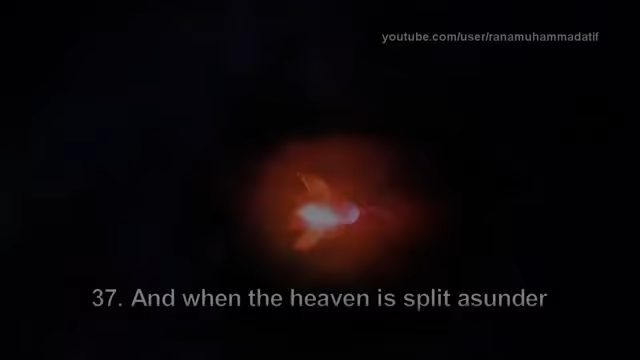 youtube.com/user/ranamuhammadatif
37. And when the heaven is split asunder